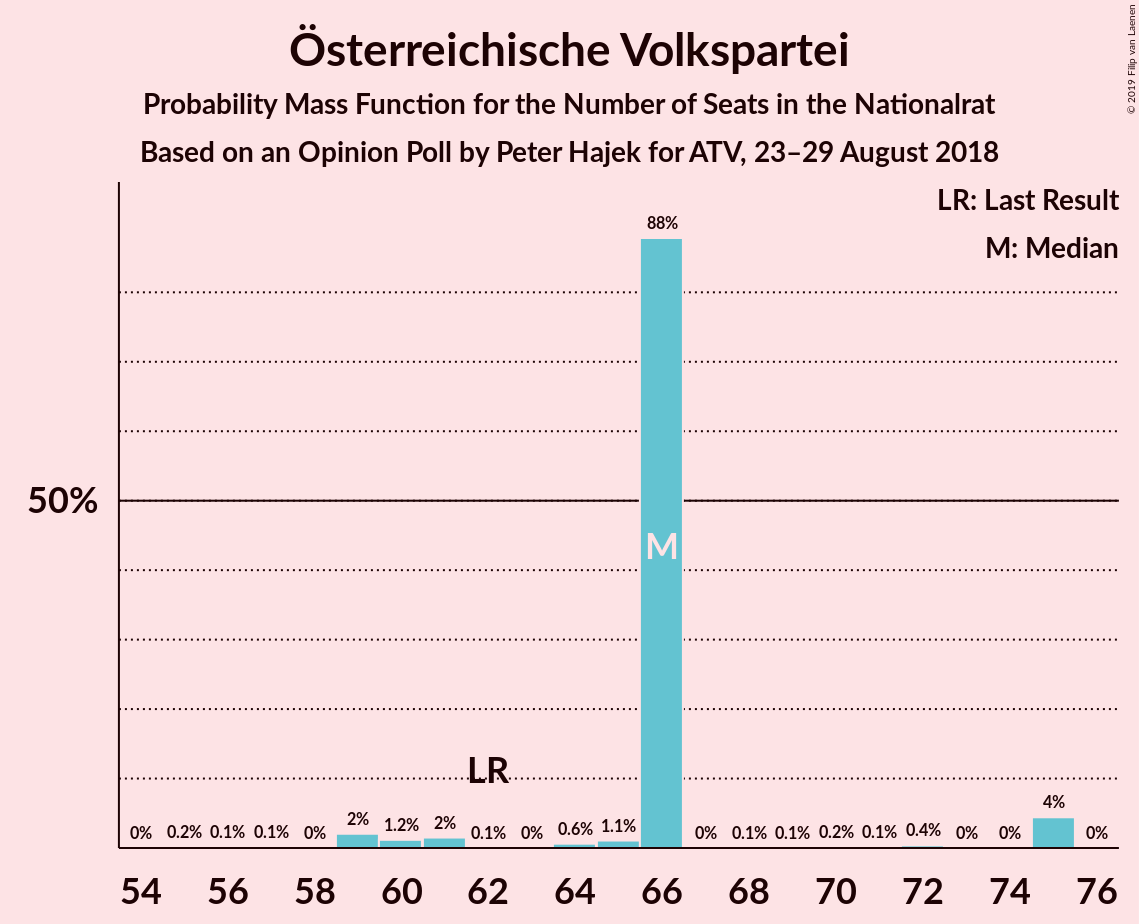 Österreichische Volkspartei
Probability Mass Function for the Number of Seats in the Nationalrat
Based on an Opinion Poll by Peter Hajek for ATV, 23–29 August 2018
© 2019 Filip van Laenen
LR: Last Result
M: Median
50%
0% 0.2% 0.1% 0.1% 0% 2% 1.2% 2% 0.1% 0% 0.6% 1.1% 88% 0% 0.1% 0.1% 0.2% 0.1% 0.4% 0% 0% 4% 0%
M
LR
54 56 58 60 62 64 66 68 70 72 74 76